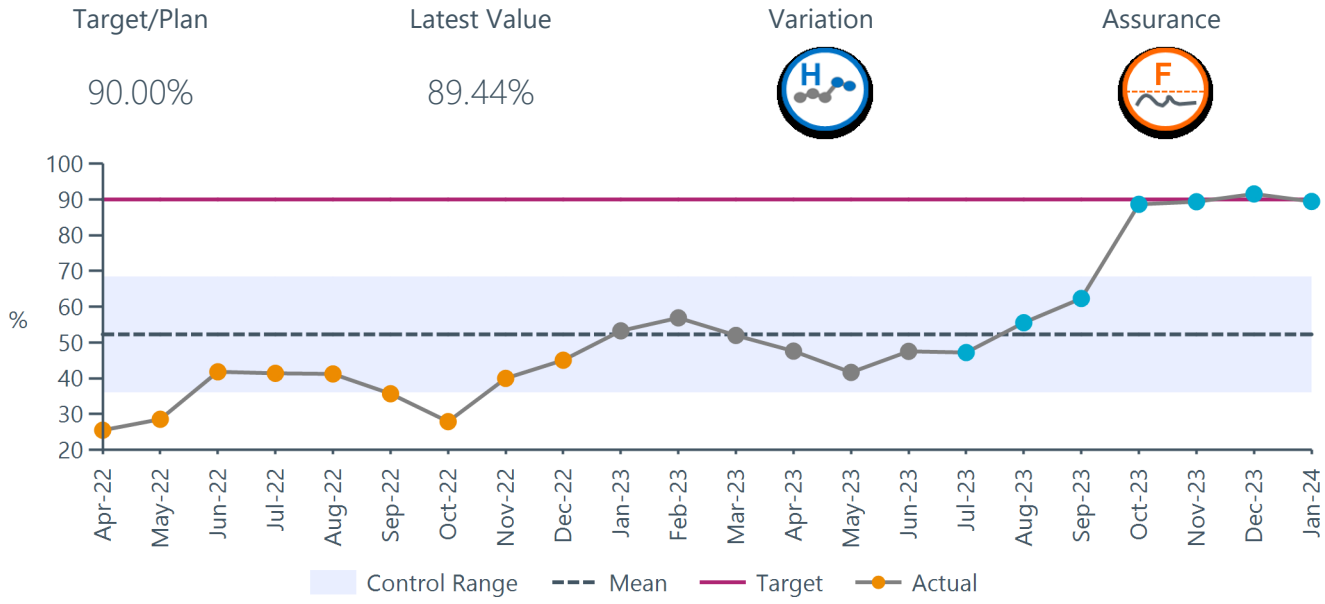 Target/Plan Latest Value Variation Assurance
90.00% 89.44% H F
100
90
80
70
60
50
40
30
20
%
Apr-22 May-22 Jun-22 Jul-22 Aug-22 Sep-22 Oct-22 Nov-22 Dec-22 Jan-23 Feb-23 Mar-23 Apr-23 May-23 Jun-23 Jul-23 Aug-23 Sep-23 Oct-23 Nov-23 Dec-23 Jan-24
Control Range Mean Target Actual